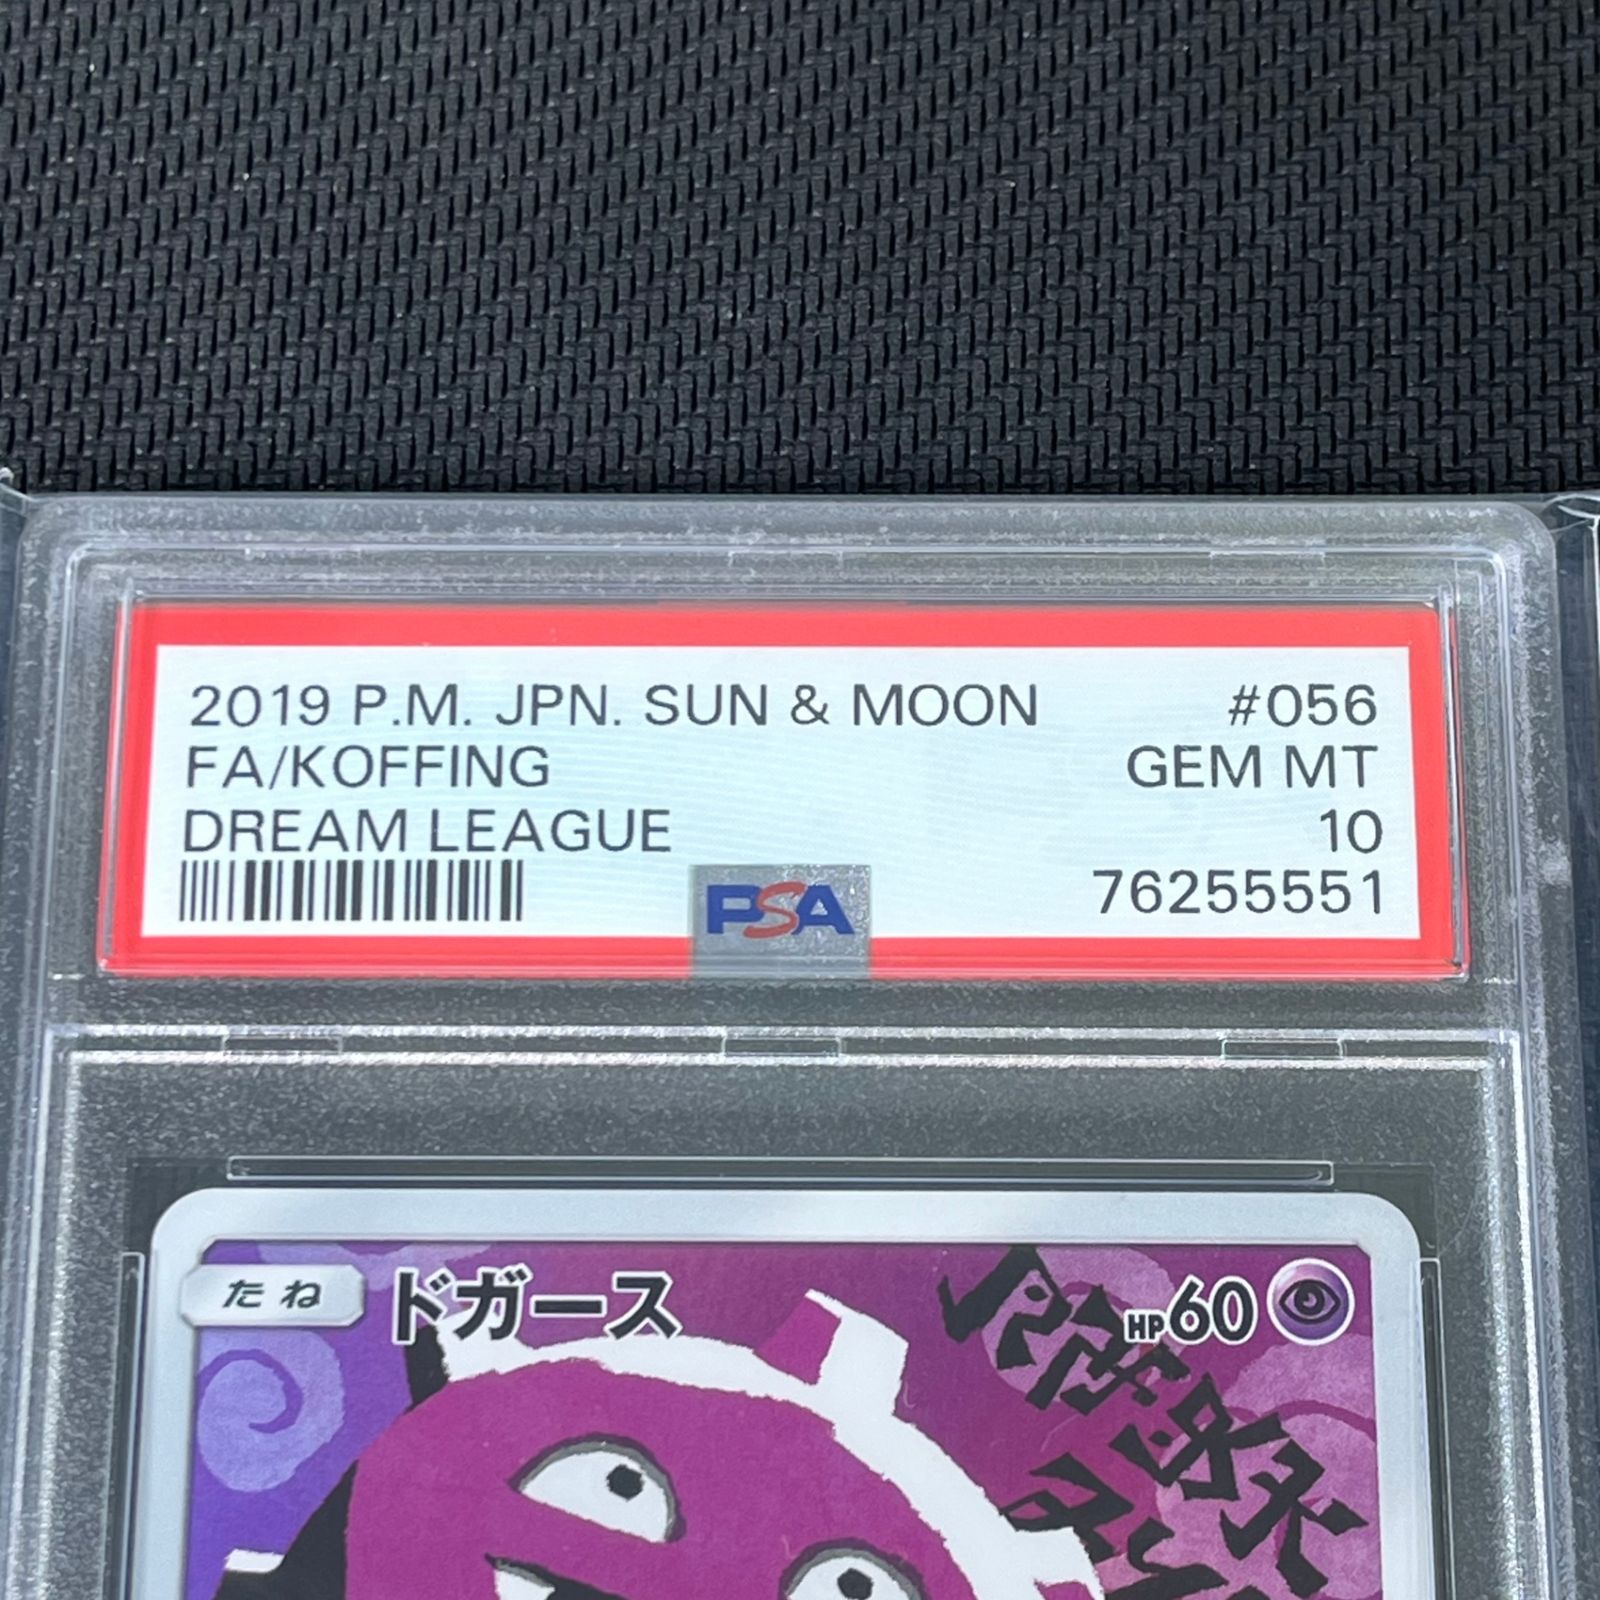 2019 P.M. JPN. SUN & MOON #056
FA/KOFFING GEM MT
DREAM LEAGUE 10
PSA 76255551
たね ドガース HP60